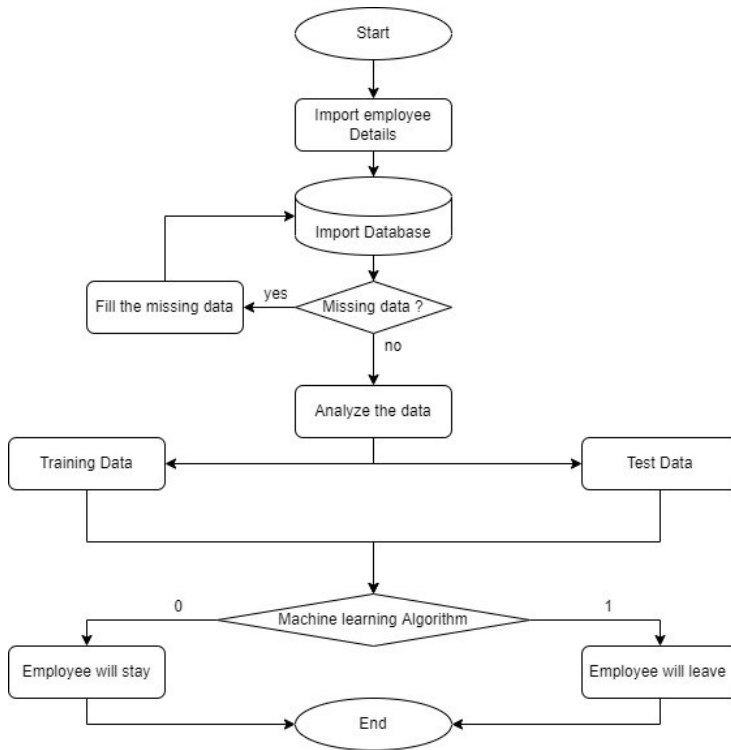 Start
Import employee
Details
Import Database
Fill the missing data
yes
Missing data ?
no
Analyze the data
Training Data
Test Data
0
Machine learning Algorithm
1
Employee will stay
Employee will leave
End